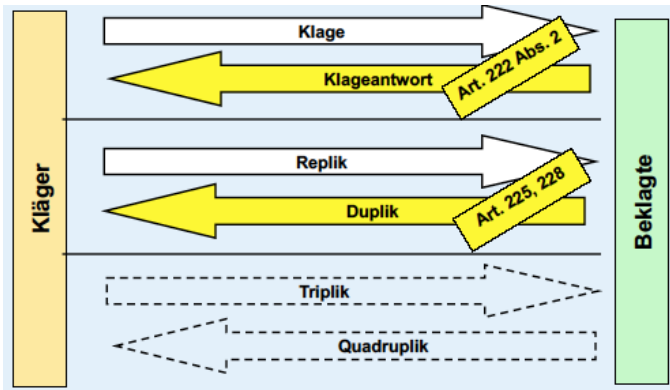 Kläger
Klage
Klageantwort
Art. 222 Abs. 2
Replik
Duplik
Art. 225, 228
Triplik
Quadruplik
Beklagte